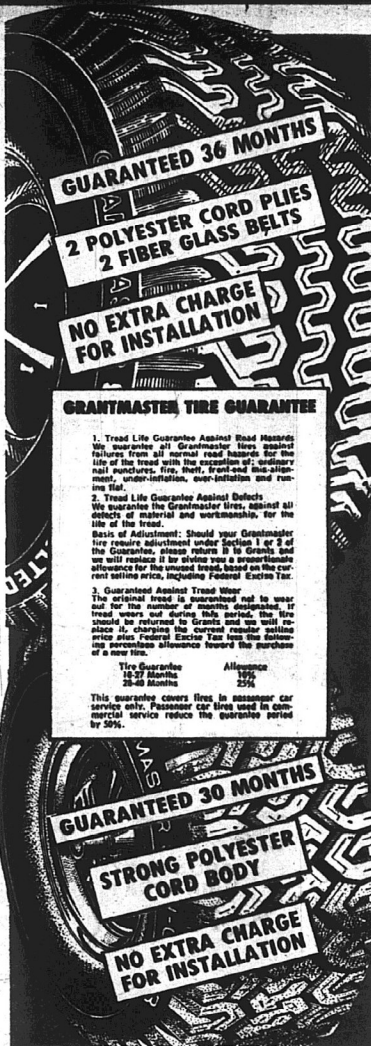 GUARANTEED 36 MONTHS
2 POLYESTER CORD PLIES
2 FIBER GLASS BELTS
NO EXTRA CHARGE
FOR INSTALLATION
GRANTMASTER TIRE GUARANTEE
1. Tread Life Guarantee Against Road Hazards
We guarantee all Grantmaster tires against
failures from all normal road hazards for the
life of the tread with the exception of: ordinary
nail punctures, fire, theft, front-end mis-align-
ment, under-inflation, over-inflation and run-
ing flat.
2. Tread Life Guarantee Against Defects
We guarantee the Grantmaster tires, against all
defects of material and workmanship, for the
life of the tread.
Basis of Adjustment: Should your Grantmaster
tire require adjustment under Section 1 or 2 of
the Guarantee, please return it to Grants and
we will replace it by giving you a proportionate
allowance for the unused tread, based on the cur-
rent selling price, including Federal Excise Tax.
3. Guaranteed Against Tread Wear
The original tread is guaranteed not to wear
out for the number of months designated. If
tread wears out during this period, the tire
should be returned to Grants and we will re-
place it, charging the current regular selling
price plus Federal Excise Tax less the follow-
ing percentage allowance toward the purchase
of a new tire.
Tire Guarantee Allowance
18-27 Months 10%
28-40 Months 25%
This guarantee covers tires in passenger car
service only. Passenger car tires used in com-
mercial service reduce the guarantee period
by 50%.
LTED
GUARANTEED 30 MONTHS
STRONG POLYESTER
CORD BODY
NO EXTRA CHARGE
FOR INSTALLATION